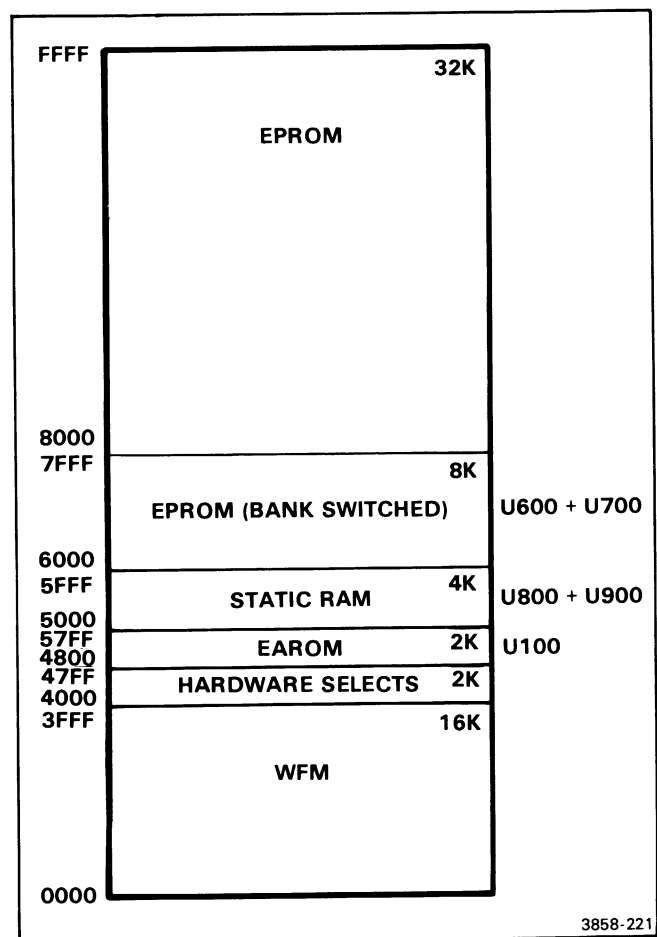 FFFF
32K
EPROM
8000
7FFF
8K
EPROM (BANK SWITCHED)
U600 + U700
6000
5FFF
4K
STATIC RAM
U800 + U900
5000
57FF
EAROM
2K
U100
4800
47FF
HARDWARE SELECTS
2K
4000
3FFF
16K
WFM
0000
3858-221